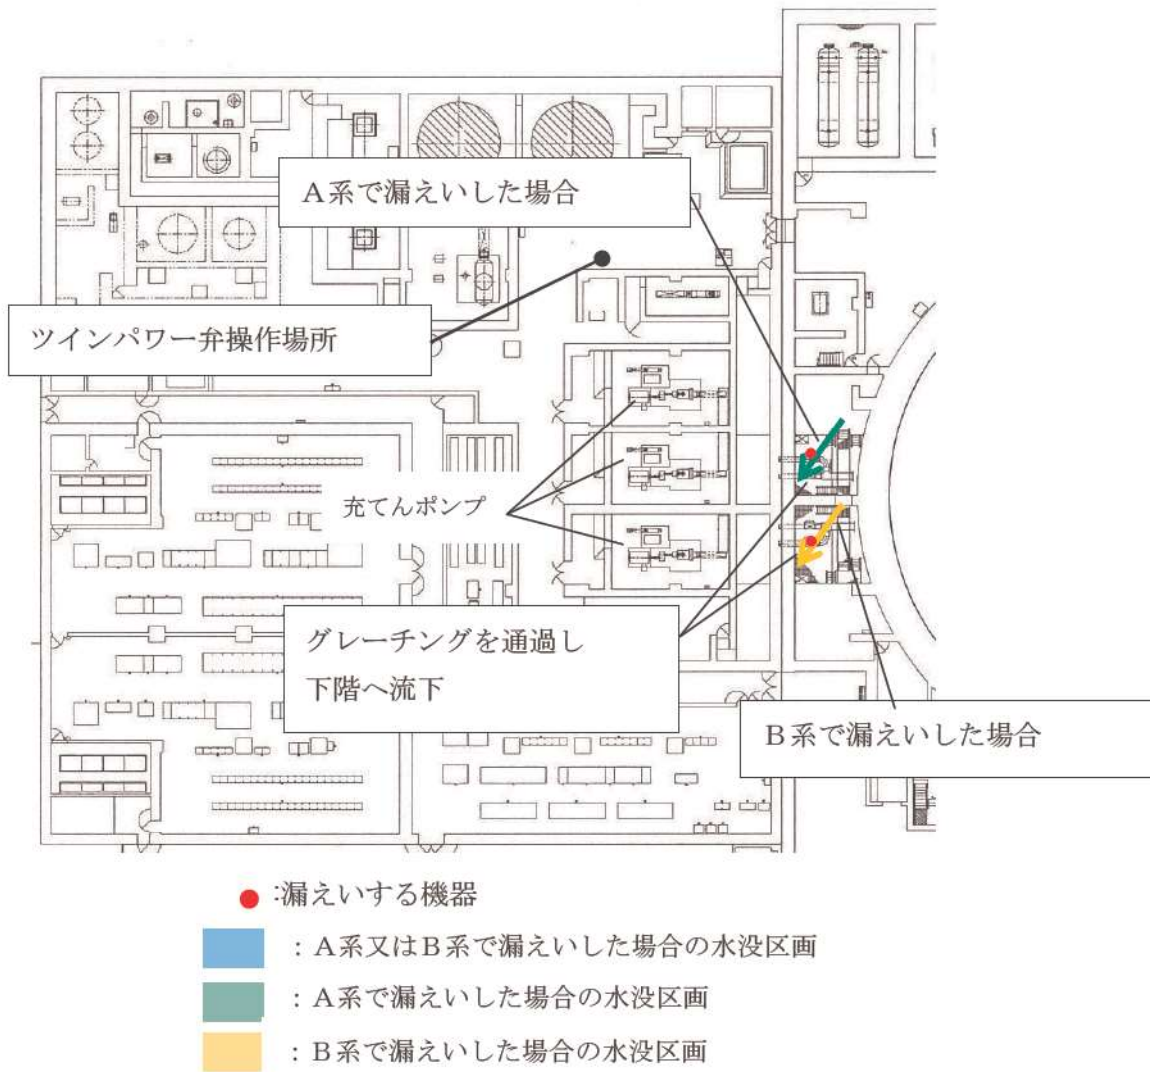 A系で漏えいした場合
ツインパワー弁操作場所
充てんポンプ
グレーチングを通過し
下階へ流下
B系で漏えいした場合
:漏えいする機器
:A系又はB系で漏えいした場合の水没区画
:A系で漏えいした場合の水没区画
:B系で漏えいした場合の水没区画